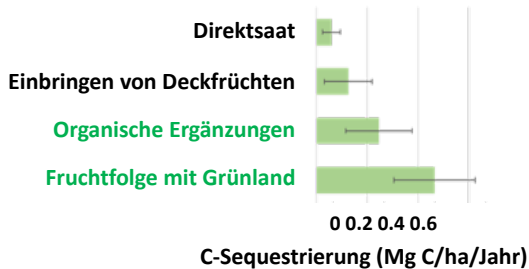 Direktsaat
Einbringen von Deckfrüchten
Organische Ergänzungen
Fruchtfolge mit Grünland
0 0.2 0.4 0.6
C-Sequestrierung (Mg C/ha/Jahr)